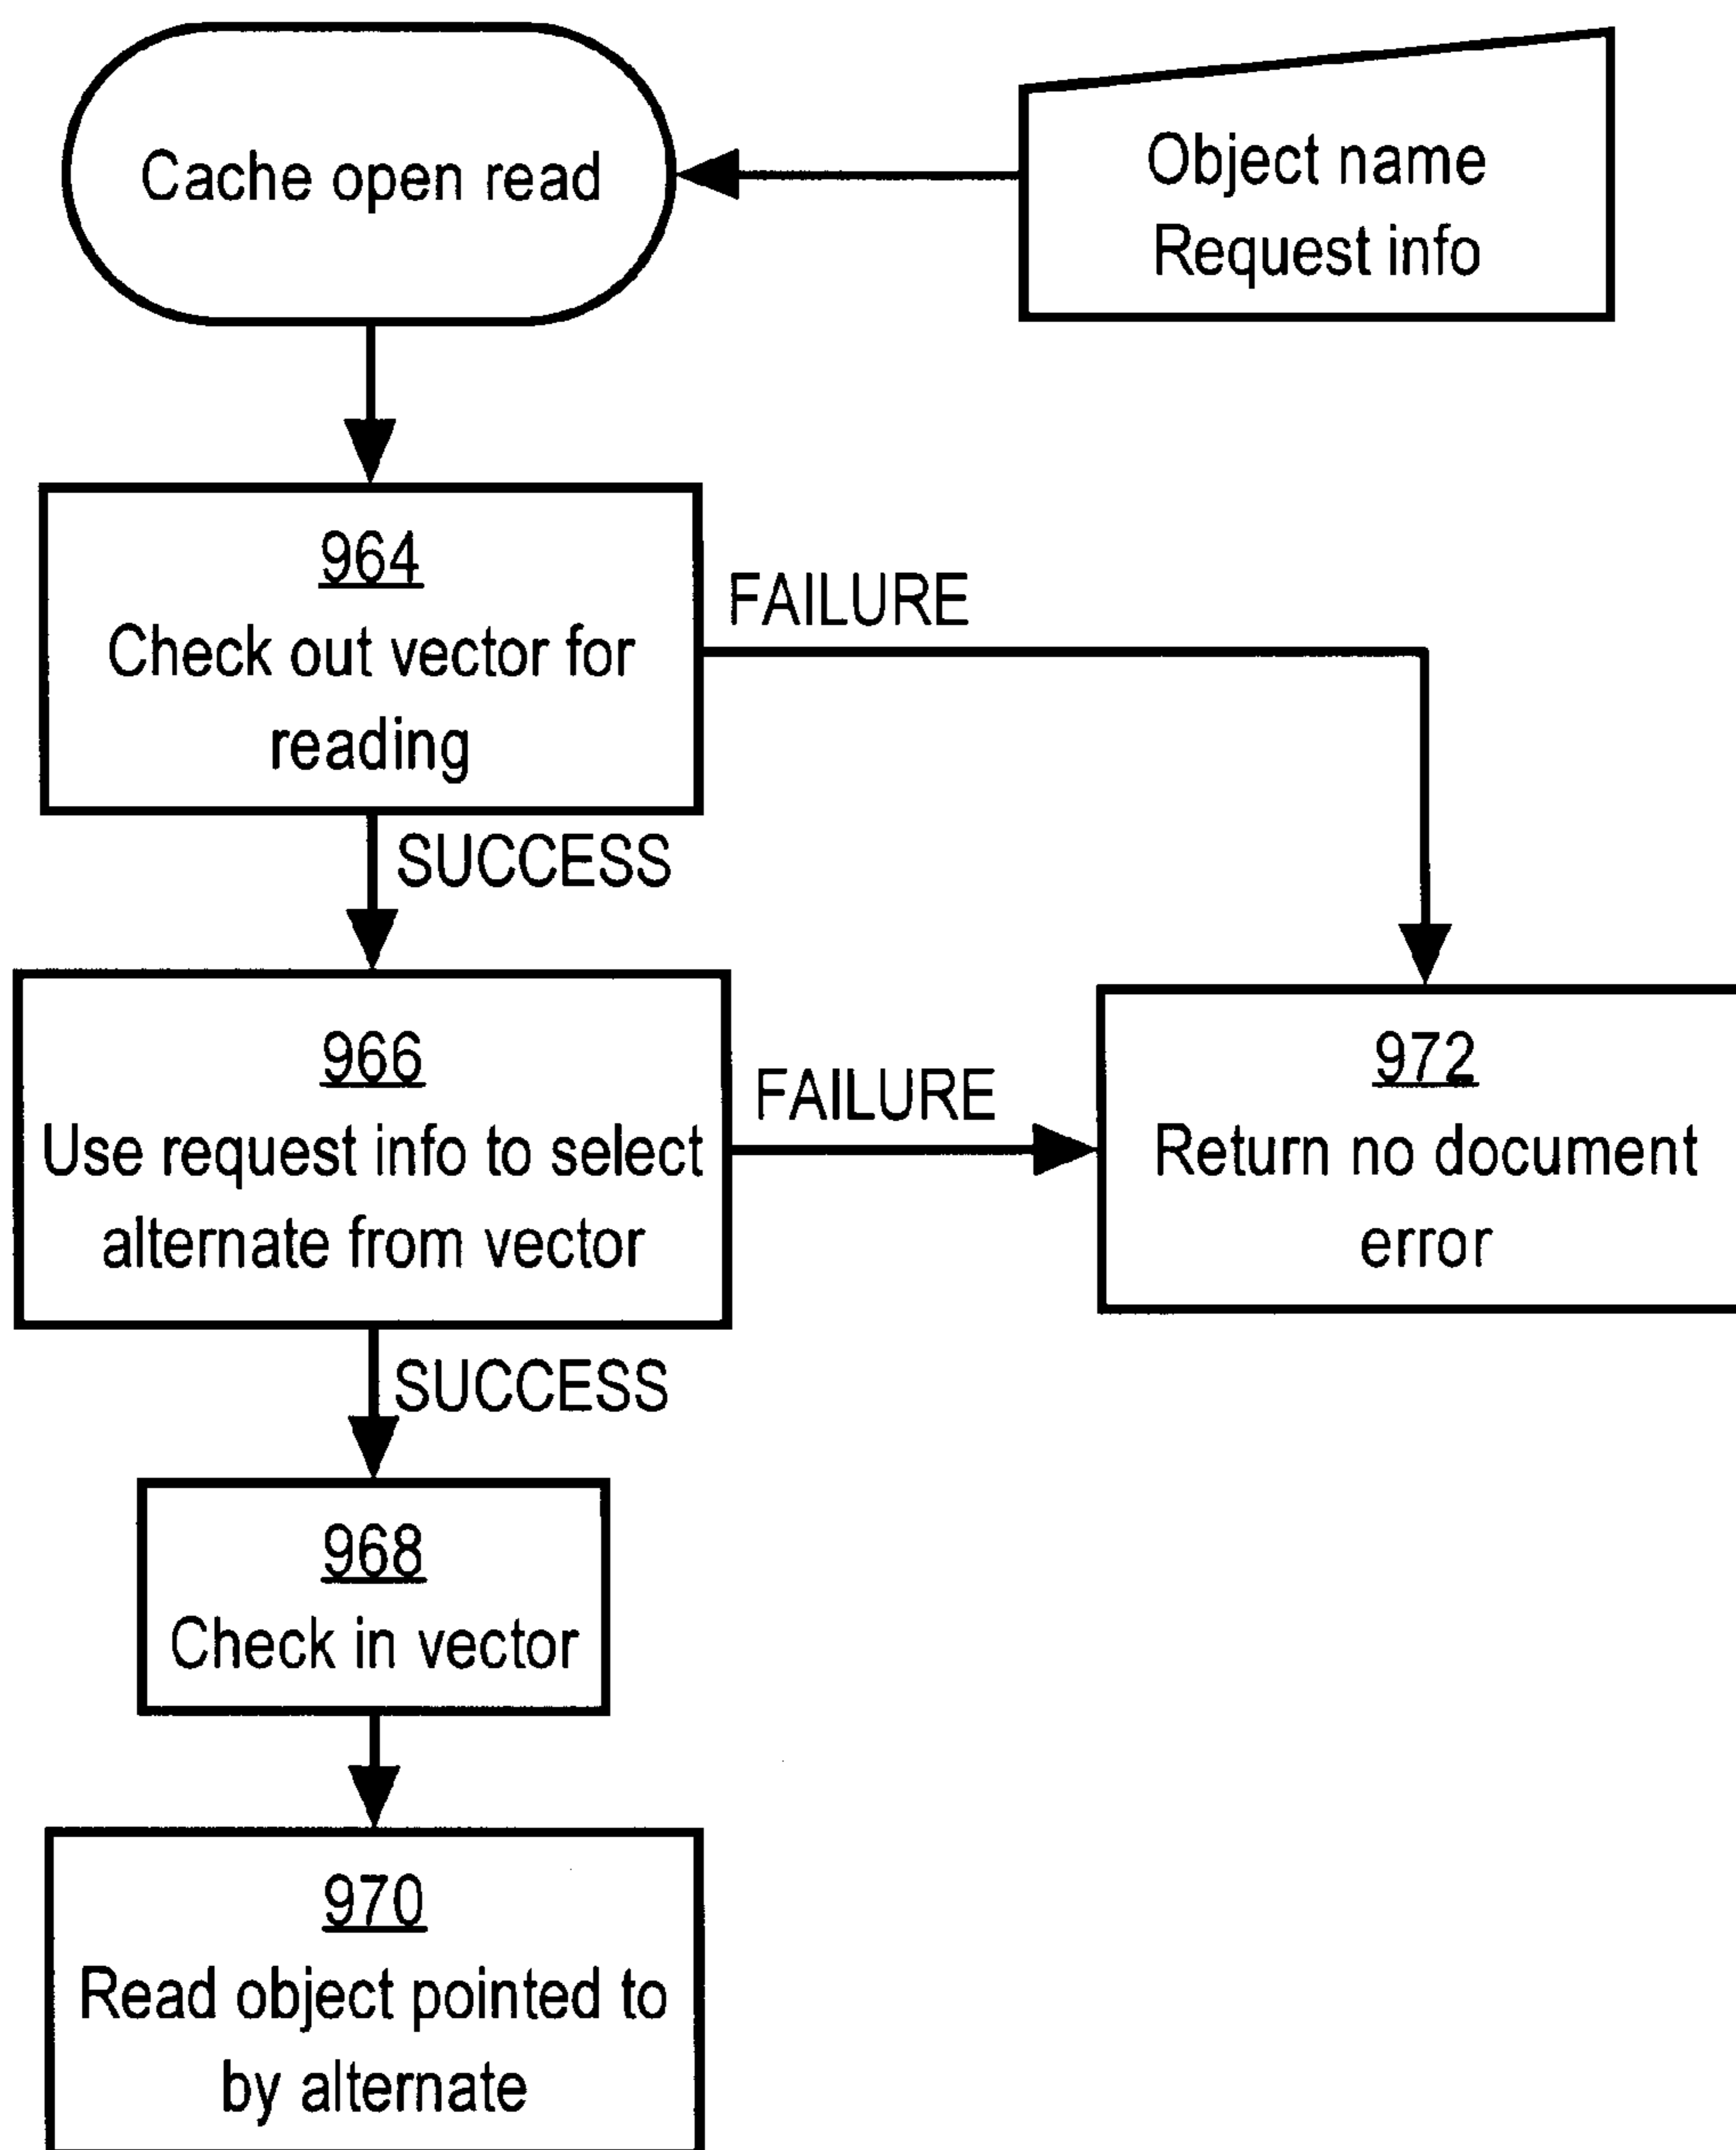 Cache open read
Object name
Request info
964
Check out vector for
reading
FAILURE
SUCCESS
966
Use request info to select
alternate from vector
FAILURE
972
Return no document
error
SUCCESS
968
Check in vector
970
Read object pointed to
by alternate